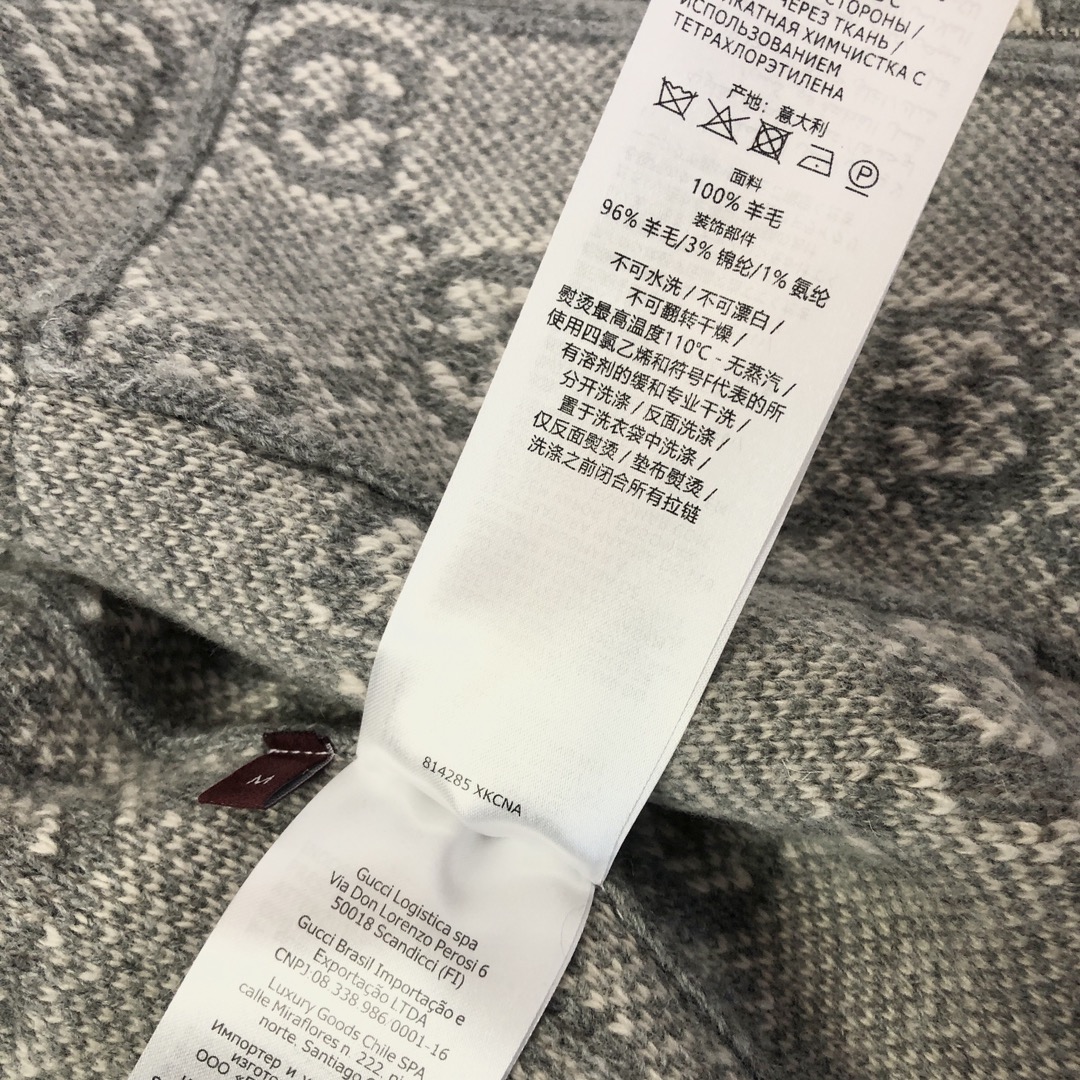 СТОРОНЫ /
ЧЕРЕЗ ТКАНЬ /
ХИМЧИСТКА С
ИСПОЛЬЗОВАНИЕМ
ТЕТРАХЛОРЭТИЛЕНА
产地：意大利
P
面料
100% 羊毛
装饰部件
96% 羊毛/3% 锦纶/1% 氨纶
不可水洗 / 不可漂白 /
不可翻转干燥 /
熨烫最高温度110℃ - 无蒸汽 /
使用四氯乙烯和符号F代表的所
有溶剂的缓和专业干洗 /
分开洗涤 / 反面洗涤 /
置于洗衣袋中洗涤 /
仅反面熨烫 / 垫布熨烫 /
洗涤之前闭合所有拉链
814285 XKCNA
M
Gucci Logistica spa
Via Don Lorenzo Perosi 6
50018 Scandicci (FI)
Gucci Brasil Importação e
Exportação LTDA
CNPJ:08 338 986/0001-16
Luxury Goods Chile SPA
calle Miraflores n 222,
norte. Santiago
Импортер и
ООО